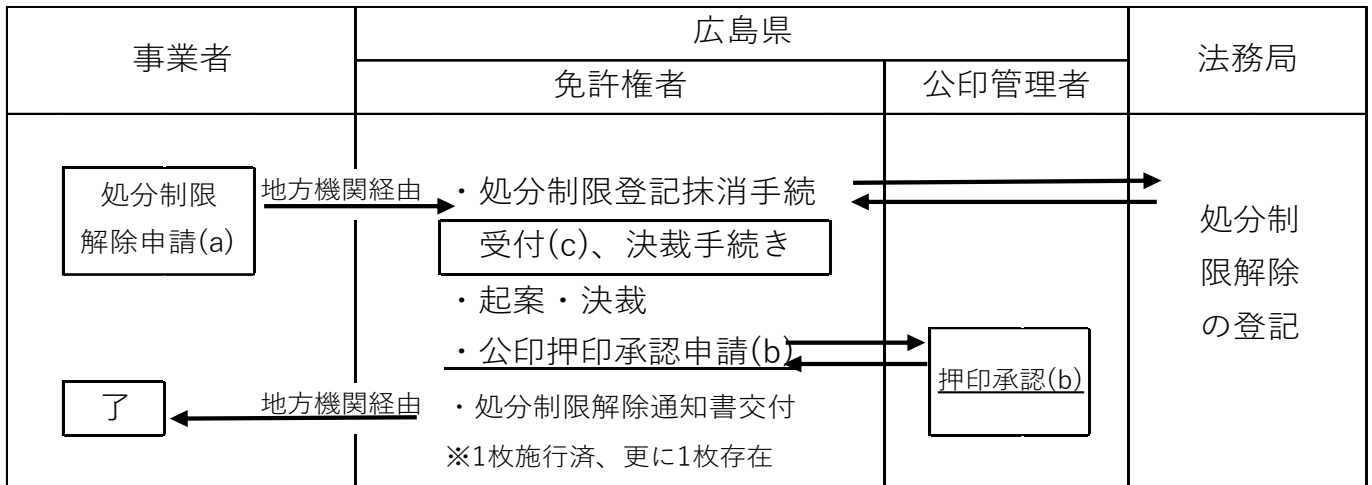 事業者
広島県
法務局
免許権者
公印管理者
処分制限
解除申請(a)
地方機関経由
・処分制限登記抹消手続
受付(c)、決裁手続き
・起案・決裁
・公印押印承認申請(b)
押印承認(b)
処分制
限解除
の登記
了
地方機関経由
・処分制限解除通知書交付
※1枚施行済、更に1枚存在